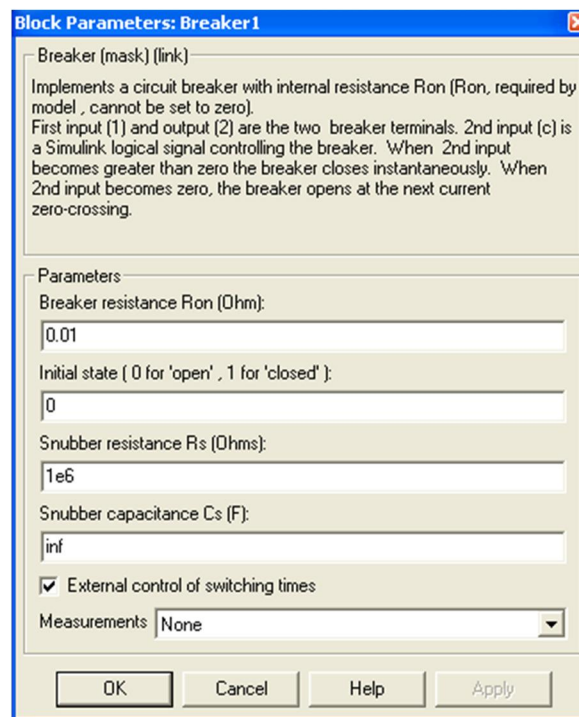 Block Parameters: Breaker1
Breaker (mask) (link)
Implements a circuit breaker with internal resistance Ron (Ron, required by
model , cannot be set to zero).
First input (1) and output (2) are the two breaker terminals. 2nd input (c) is
a Simulink logical signal controlling the breaker. When 2nd input
becomes greater than zero the breaker closes instantaneously. When
2nd input becomes zero, the breaker opens at the next current
zero-crossing.
Parameters
Breaker resistance Ron (Ohm):
0.01
Initial state ( 0 for 'open' , 1 for 'closed' ):
0
Snubber resistance Rs (Ohms):
1e6
Snubber capacitance Cs (F):
inf
External control of switching times
Measurements None
OK Cancel Help Apply